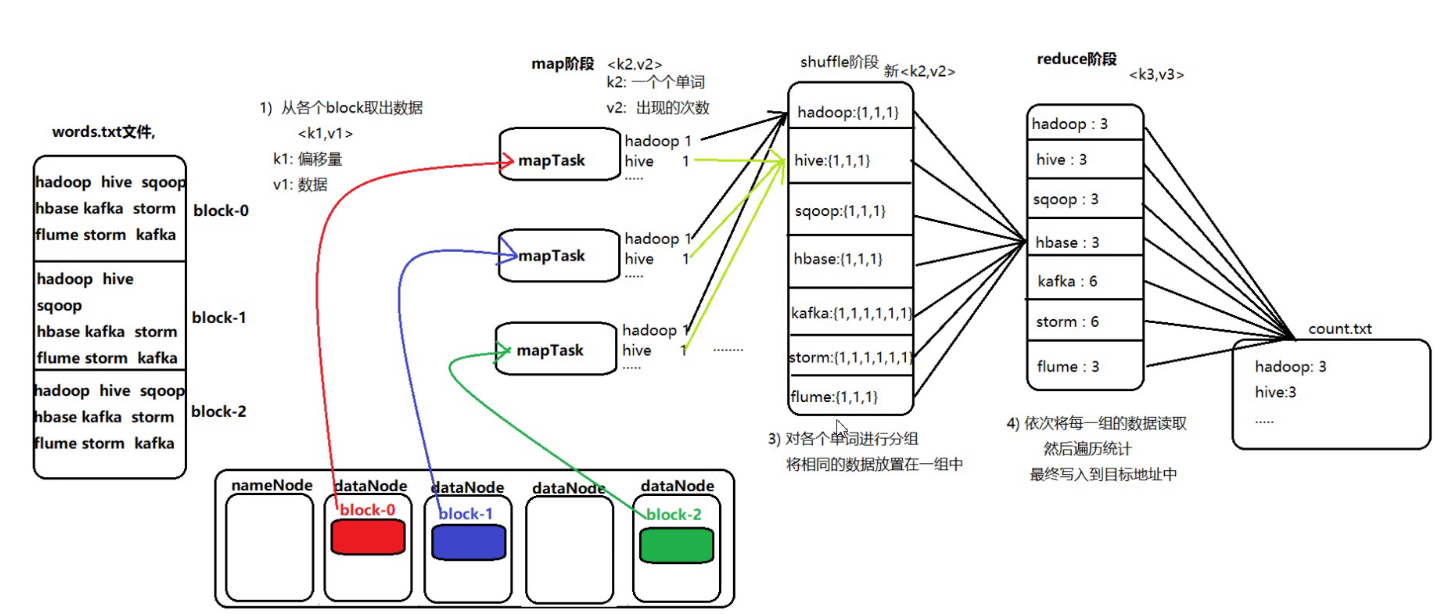 words.txt文件,
hadoop hive sqoop
hbase kafka storm
flume storm kafka
block-0
hadoop hive
sqoop
hbase kafka storm
flume storm kafka
block-1
hadoop hive sqoop
hbase kafka storm
flume storm kafka
block-2
1) 从各个block取出数据
<k1,v1>
k1: 偏移量
v1: 数据
nameNode
dataNode
block-0
dataNode
block-1
dataNode
dataNode
block-2
map阶段 <k2,v2>
k2: 一个个单词
v2: 出现的次数
mapTask
hadoop 1
hive 1
.....
mapTask
hadoop 1
hive 1
.....
mapTask
hadoop 1
hive 1 ........
.....
shuffle阶段 新<k2,v2>
hadoop:{1,1,1}
hive:{1,1,1}
sqoop:{1,1,1}
hbase:{1,1,1}
kafka:{1,1,1,1,1,1}
storm:{1,1,1,1,1,1}
flume:{1,1,1}
3) 对各个单词进行分组
将相同的数据放置在一组中
reduce阶段
<k3,v3>
hadoop : 3
hive : 3
sqoop : 3
hbase : 3
kafka : 6
storm : 6
flume : 3
4) 依次将每一组的数据读取
然后遍历统计
最终写入到目标地址中
count.txt
hadoop: 3
hive:3
.....